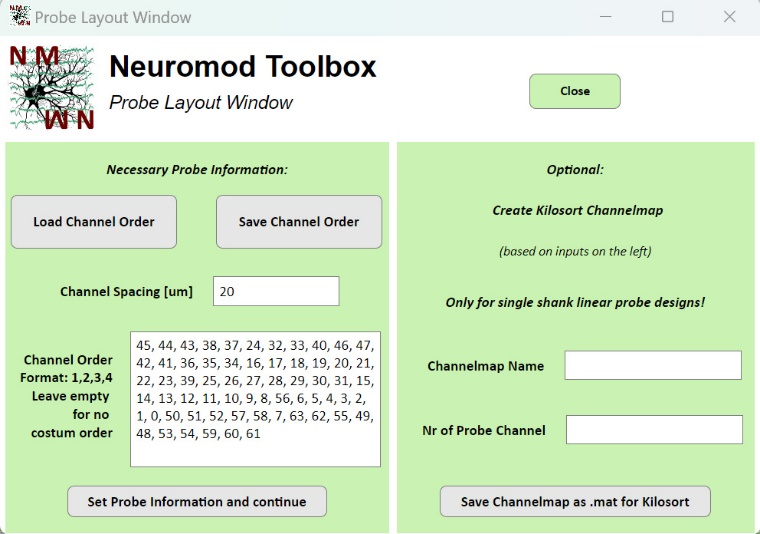 Probe Layout Window
NM
MN
Neuromod Toolbox
Probe Layout Window
Close
Necessary Probe Information:
Load Channel Order
Save Channel Order
Channel Spacing [um]
20
Channel Order
Format: 1,2,3,4
Leave empty
for no
costum order
45, 44, 43, 38, 37, 24, 32, 33, 40, 46, 47,
42, 41, 36, 35, 34, 16, 17, 18, 19, 20, 21,
22, 23, 39, 25, 26, 27, 28, 29, 30, 31, 15,
14, 13, 12, 11, 10, 9, 8, 56, 6, 5, 4, 3, 2,
1, 0, 50, 51, 52, 57, 58, 7, 63, 62, 55, 49,
48, 53, 54, 59, 60, 61
Set Probe Information and continue
Optional:
Create Kilosort Channelmap
(based on inputs on the left)
Only for single shank linear probe designs!
Channelmap Name
Nr of Probe Channel
Save Channelmap as .mat for Kilosort